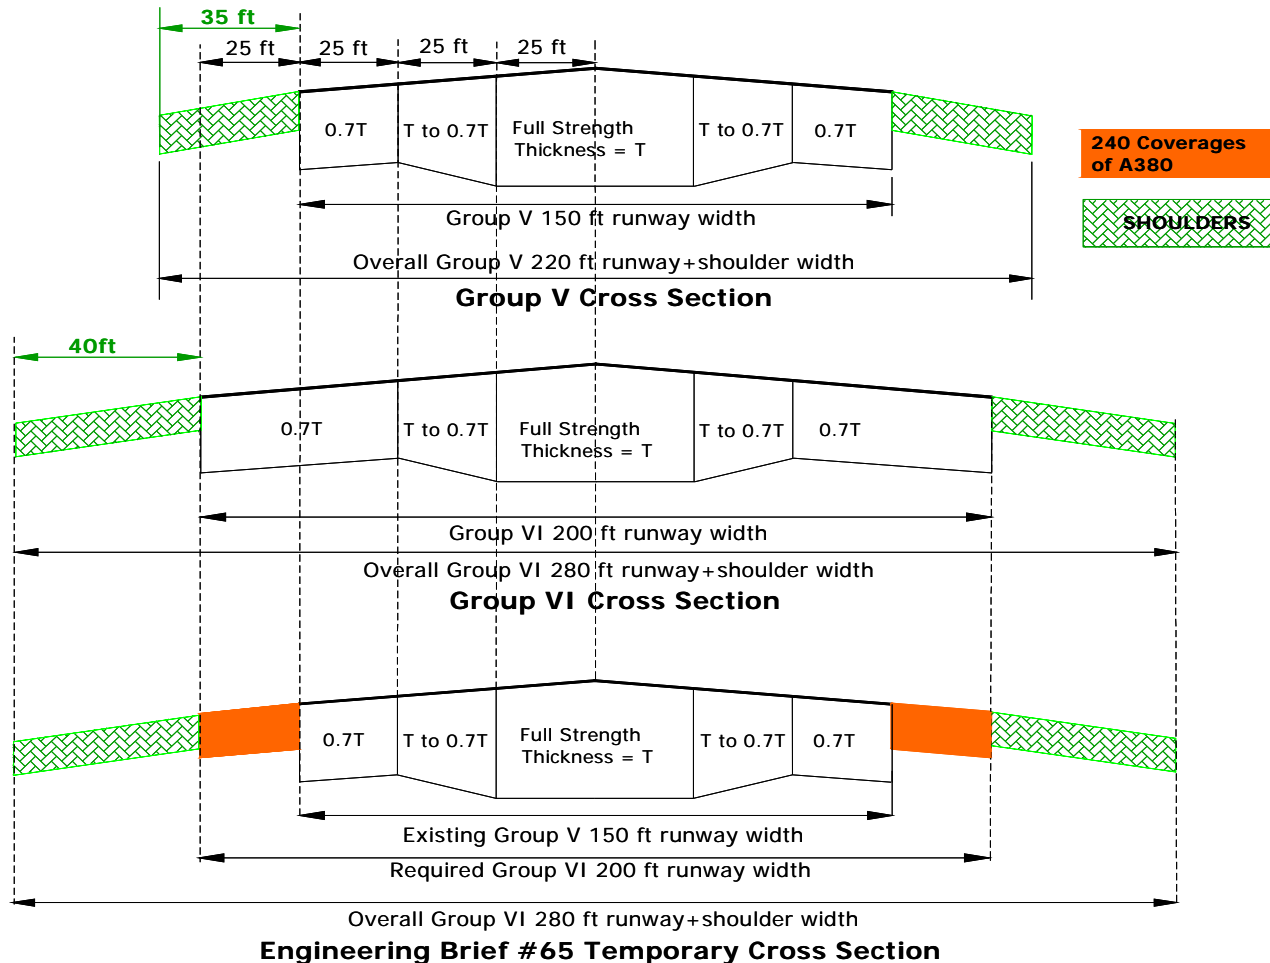 35 ft
25 ft
25 ft
25 ft
25 ft
0.7T
T to 0.7T
Full Strength
Thickness = T
T to 0.7T
0.7T
240 Coverages
of A380
SHOULDERS
Group V 150 ft runway width
Overall Group V 220 ft runway+shoulder width
Group V Cross Section
40ft
0.7T
T to 0.7T
Full Strength
Thickness = T
T to 0.7T
0.7T
Group VI 200 ft runway width
Overall Group VI 280 ft runway+shoulder width
Group VI Cross Section
0.7T
T to 0.7T
Full Strength
Thickness = T
T to 0.7T
0.7T
Existing Group V 150 ft runway width
Required Group VI 200 ft runway width
Overall Group VI 280 ft runway+shoulder width
Engineering Brief #65 Temporary Cross Section